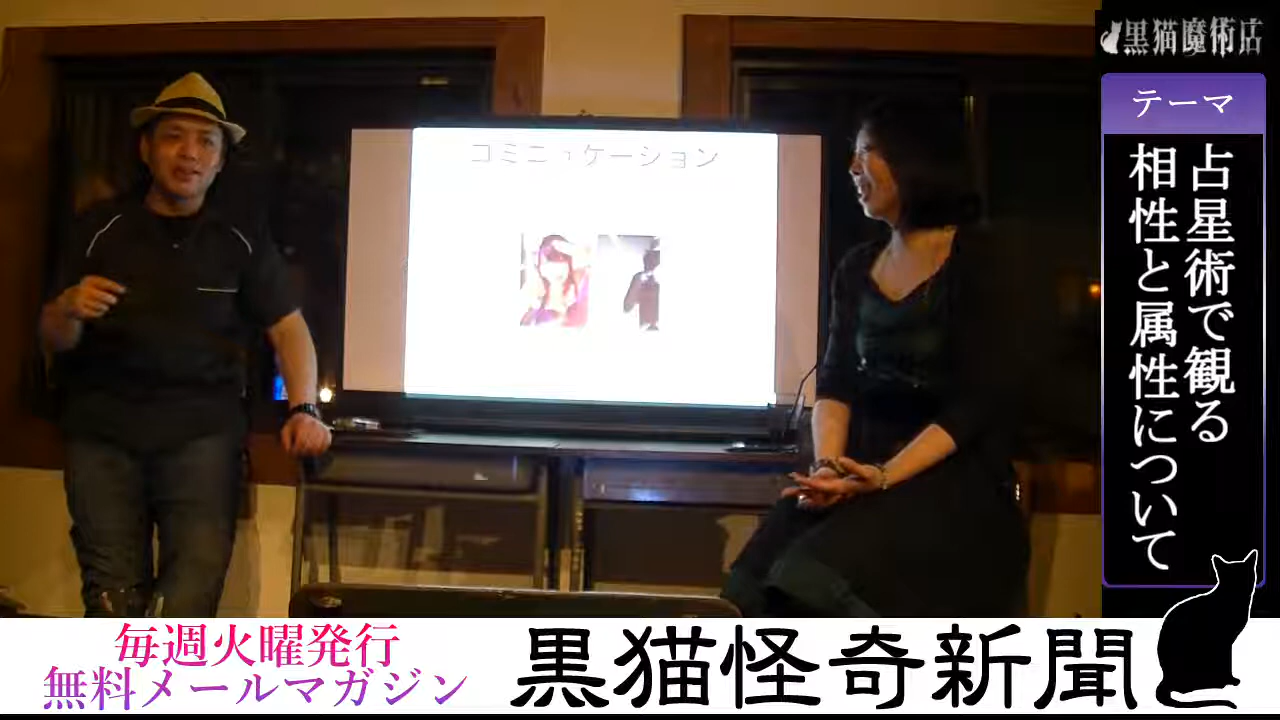 黒猫魔術店
テーマ
占星術で観る
相性と属性について
コミュニケーション
毎週火曜発行
無料メールマガジン
黒猫怪奇新聞